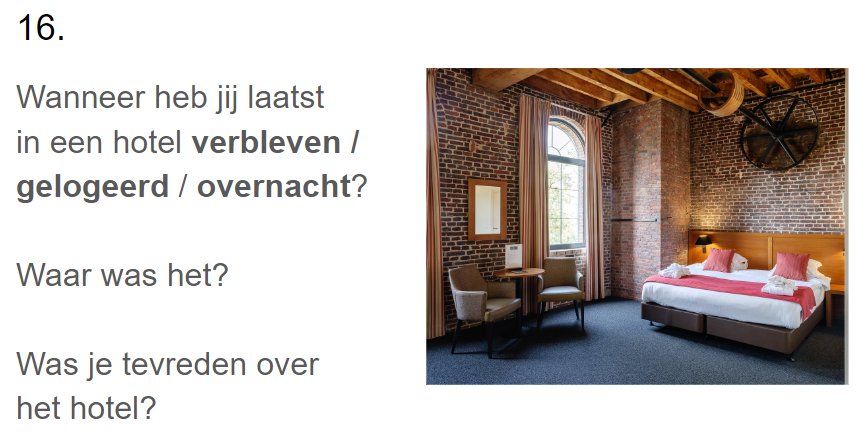 16.
Wanneer heb jij laatst
in een hotel verbleven /
gelogeerd / overnacht?
Waar was het?
Was je tevreden over
het hotel?